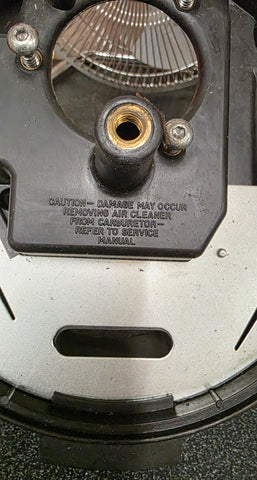 CAUTION— DAMAGE MAY OCCUR
REMOVING AIR CLEANER
FROM CARBURETOR—
REFER TO SERVICE
MANUAL